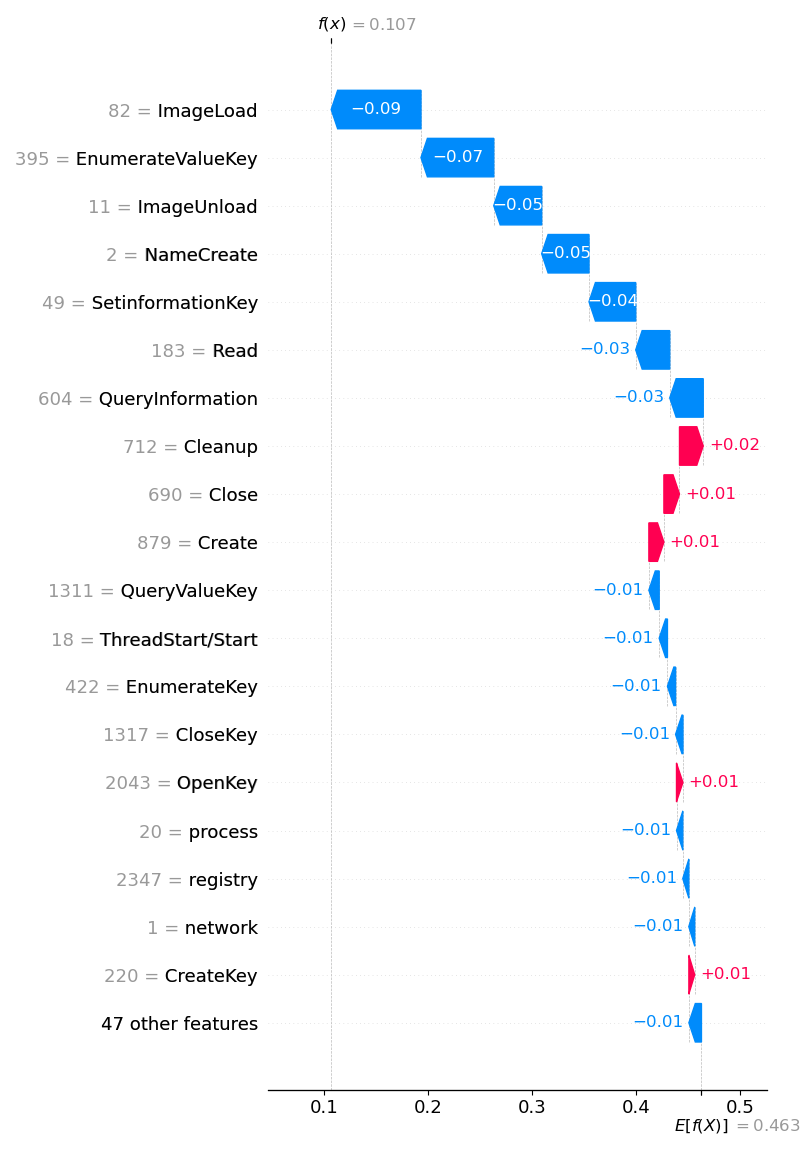 f(x) = 0.107
82 = ImageLoad −0.09
395 = EnumerateValueKey −0.07
11 = ImageUnload −0.05
2 = NameCreate −0.05
49 = SetinformationKey −0.04
183 = Read −0.03
604 = QueryInformation −0.03
712 = Cleanup +0.02
690 = Close +0.01
879 = Create +0.01
1311 = QueryValueKey −0.01
18 = ThreadStart/Start −0.01
422 = EnumerateKey −0.01
1317 = CloseKey −0.01
2043 = OpenKey +0.01
20 = process −0.01
2347 = registry −0.01
1 = network −0.01
220 = CreateKey +0.01
47 other features −0.01
0.1 0.2 0.3 0.4 0.5
E[f(X)] = 0.463